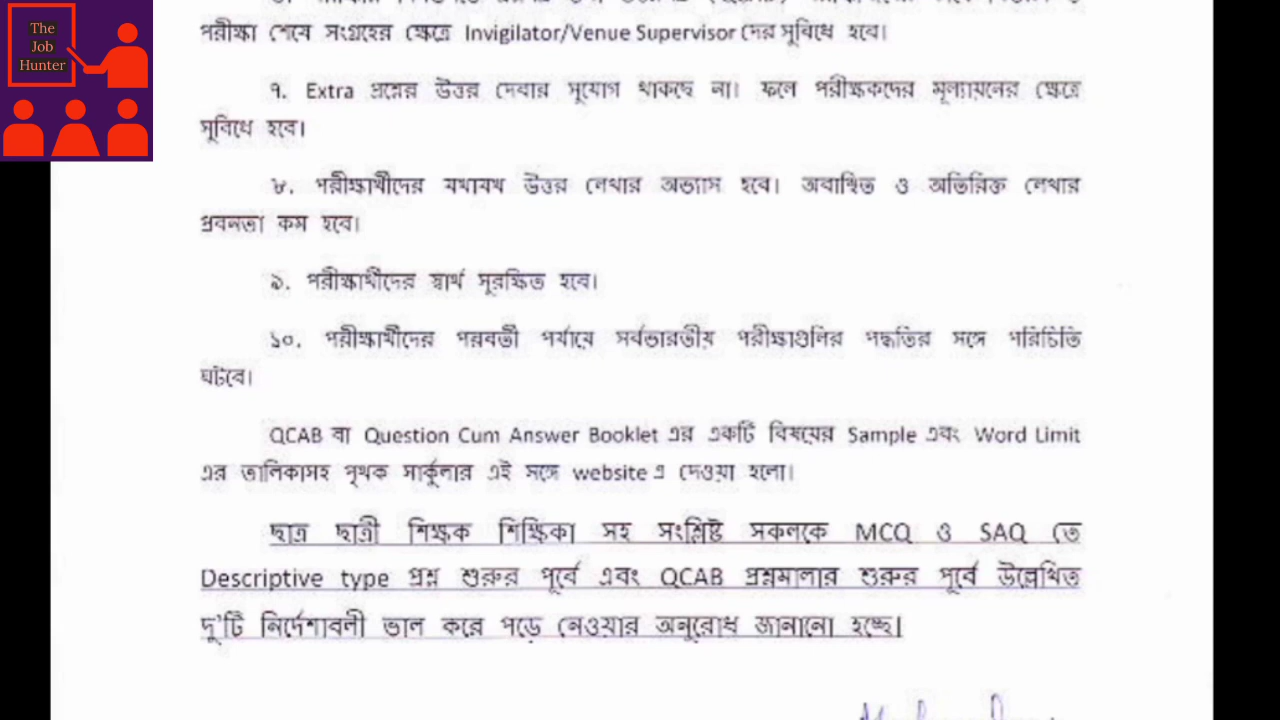 The
Job
Hunter
পরীক্ষা শেষে সংগ্রহের ক্ষেত্রে Invigilator/Venue Supervisor দের সুবিধে হবে।
৭. Extra প্রশ্নের উত্তর দেবার সুযোগ থাকছে না। ফলে পরীক্ষকদের মূল্যায়নের ক্ষেত্রে
সুবিধে হবে।
৮. পরীক্ষার্থীদের যথাযথ উত্তর লেখার অভ্যাস হবে। অবাঞ্ছিত ও অতিরিক্ত লেখার
প্রবনতা কম হবে।
৯. পরীক্ষার্থীদের স্বার্থ সুরক্ষিত হবে।
১০. পরীক্ষার্থীদের পরবর্তী পর্যায়ে সর্বভারতীয় পরীক্ষাগুলির পদ্ধতির সঙ্গে পরিচিতি
ঘটবে।
QCAB বা Question Cum Answer Booklet এর একটি বিষয়ের Sample এবং Word Limit
এর তালিকাসহ পৃথক সার্কুলার এই সঙ্গে website এ দেওয়া হলো।
ছাত্র ছাত্রী শিক্ষক শিক্ষিকা সহ সংশ্লিষ্ট সকলকে MCQ ও SAQ তে
Descriptive type প্রশ্ন শুরুর পূর্বে এবং QCAB প্রশ্নমালার শুরুর পূর্বে উল্লেখিত
দু'টি নির্দেশাবলী ভাল করে পড়ে নেওয়ার অনুরোধ জানানো হচ্ছে।